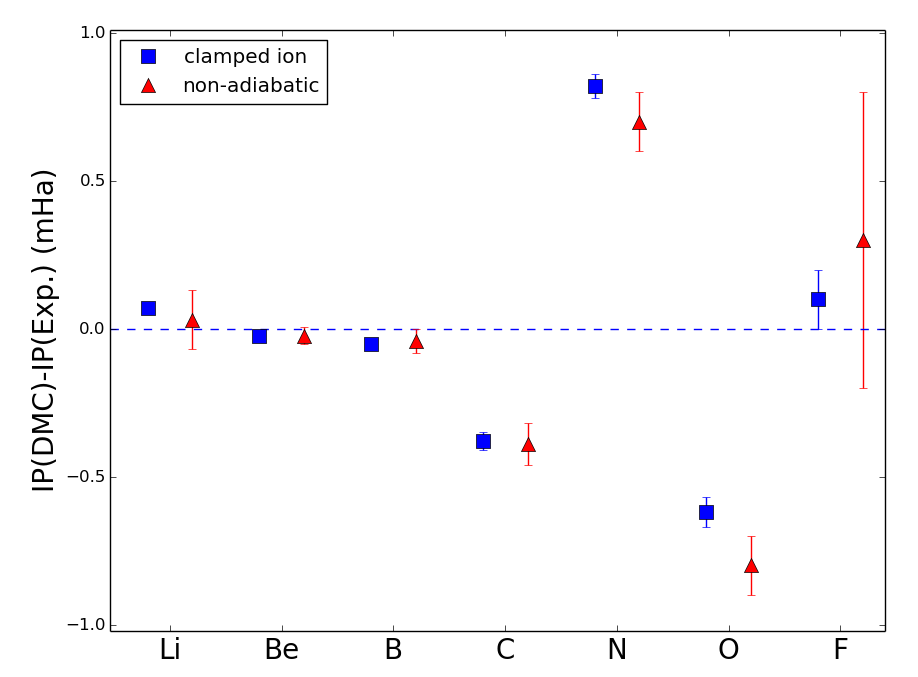 clamped ion
non-adiabatic
IP(DMC)-IP(Exp.) (mHa)
1.0
0.5
0.0
−0.5
−1.0
Li Be B C N O F